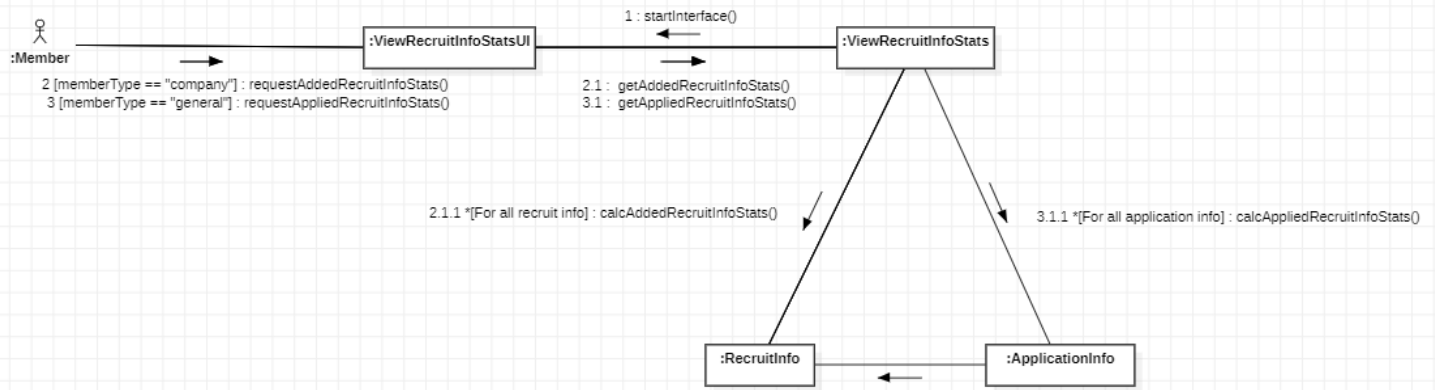 1 : startInterface()
:ViewRecruitInfoStatsUI
:ViewRecruitInfoStats
:Member
2 [memberType == "company"] : requestAddedRecruitInfoStats()
3 [memberType == "general"] : requestAppliedRecruitInfoStats()
2.1 : getAddedRecruitInfoStats()
3.1 : getAppliedRecruitInfoStats()
2.1.1 *[For all recruit info] : calcAddedRecruitInfoStats()
3.1.1 *[For all application info] : calcAppliedRecruitInfoStats()
:RecruitInfo
:ApplicationInfo